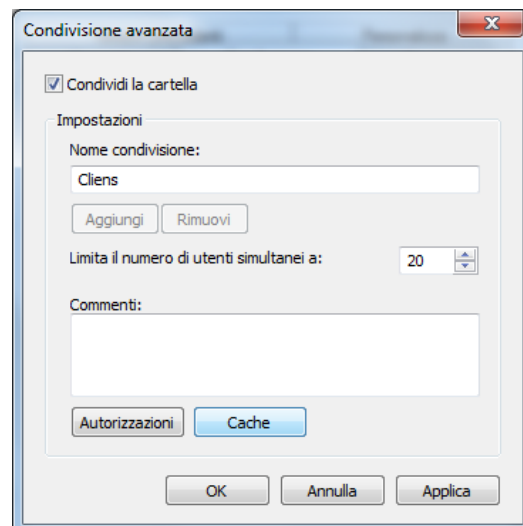 Condivisione avanzata
Condividi la cartella
Impostazioni
Nome condivisione:
Cliens
Aggiungi Rimuovi
Limita il numero di utenti simultanei a: 20
Commenti:
Autorizzazioni Cache
OK Annulla Applica